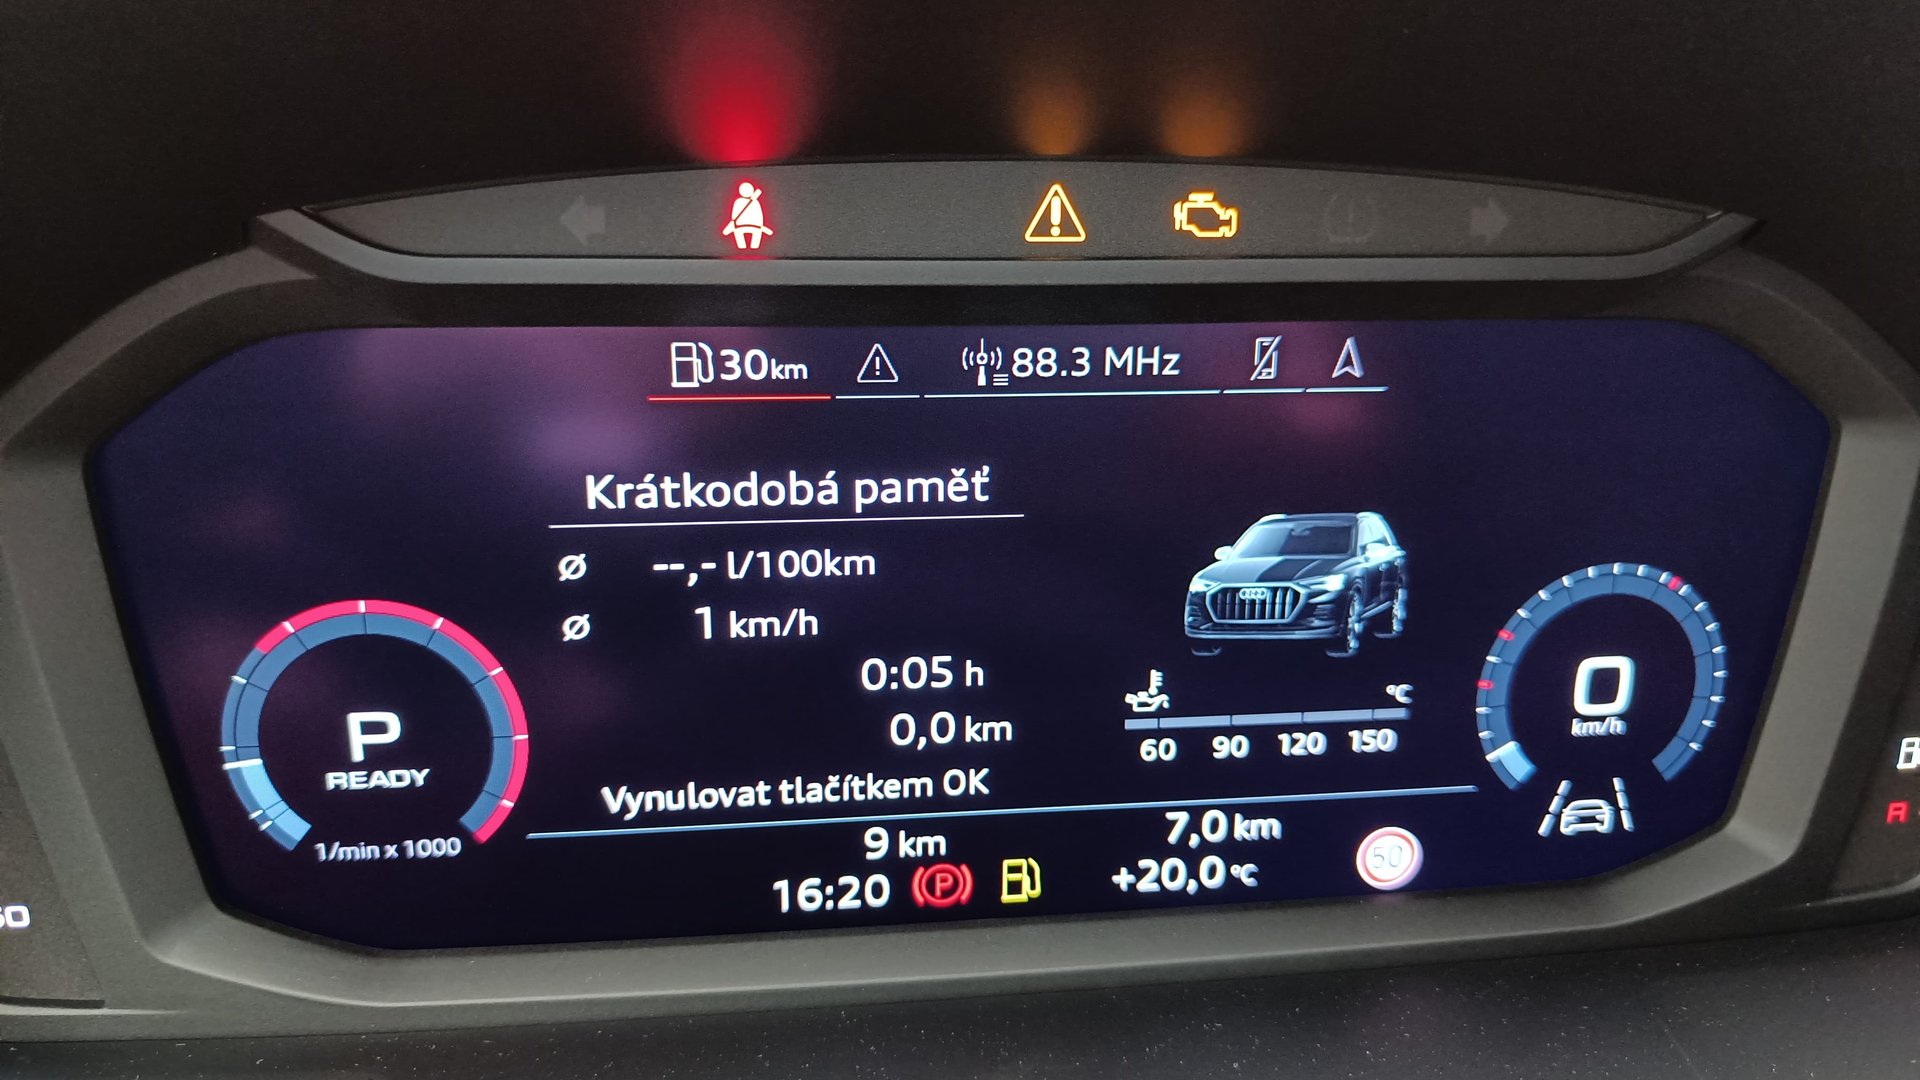 30km
88.3 MHz
Krátkodobá paměť
ø --,- l/100km
ø 1 km/h
0:05 h
0,0 km
Vynulovat tlačítkem OK
P
READY
1/min x 1000
°C
60 90 120 150
0
km/h
9 km
7,0 km
16:20
P
+20,0 °C
50
A